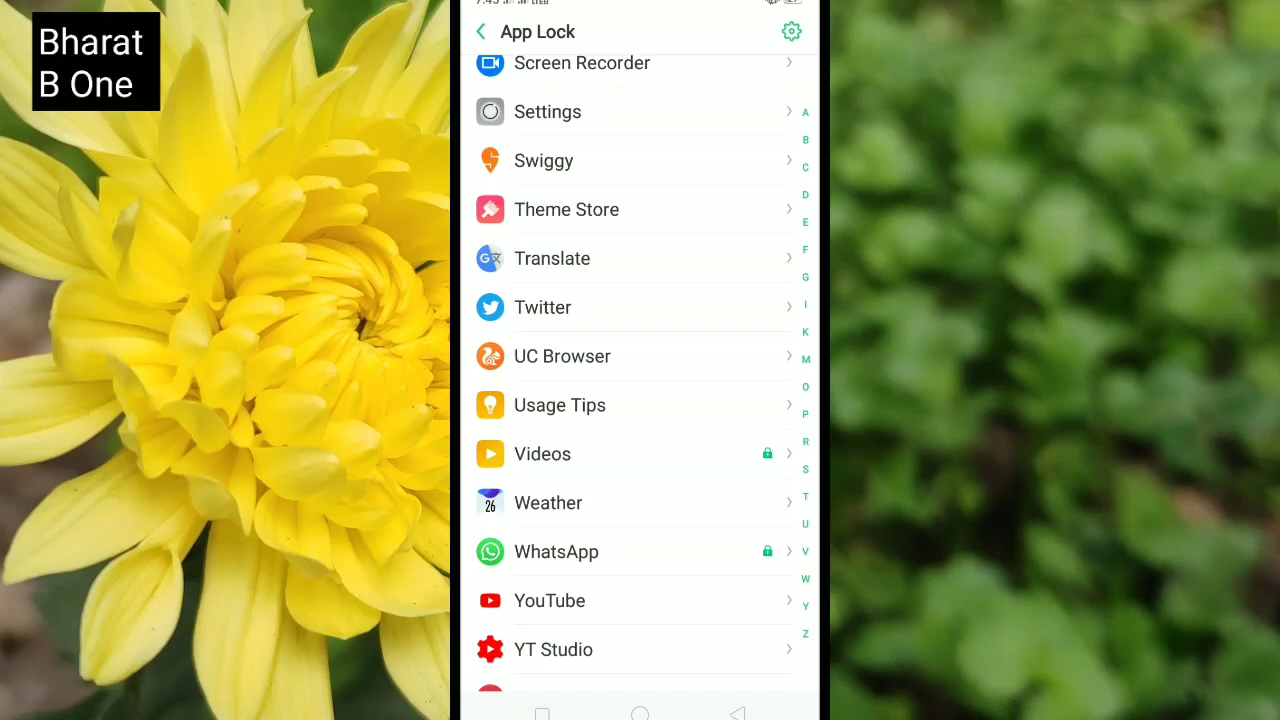 Bharat
B One
App Lock
Screen Recorder
Settings
A
B
Swiggy
C
D
Theme Store
E
F
Translate
G
I
Twitter
K
UC Browser
M
O
Usage Tips
P
R
Videos
S
T
Weather
26
U
WhatsApp
V
W
YouTube
Y
Z
YT Studio